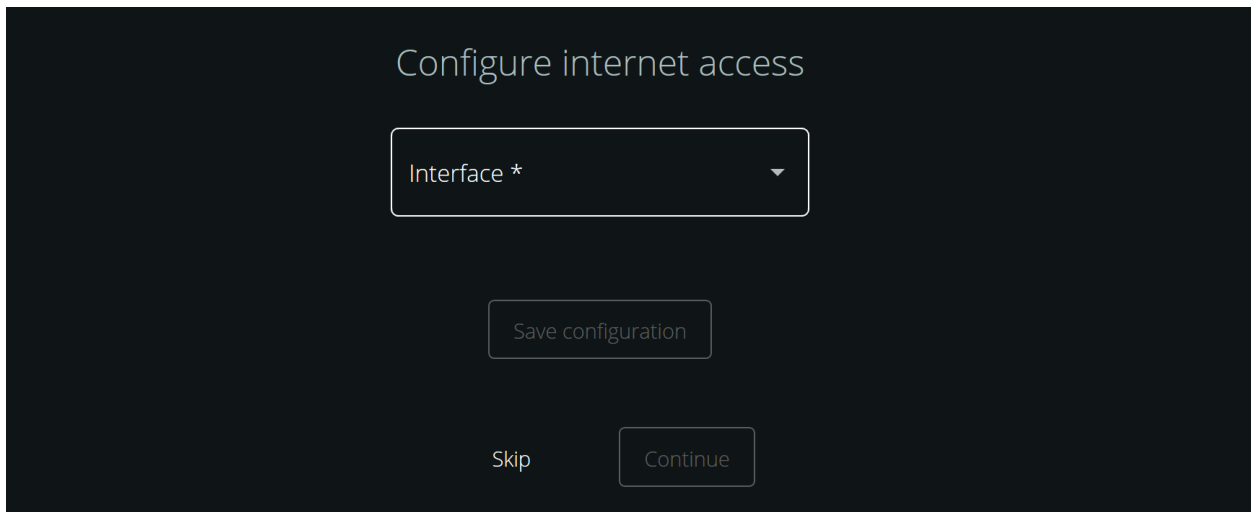 Configure internet access
Interface *
Save configuration
Skip
Continue